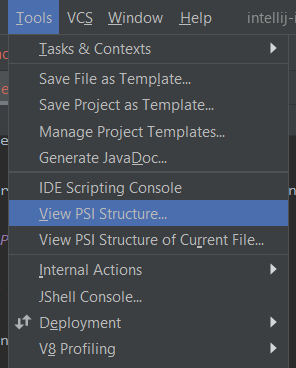 Tools VCS Window Help intellij-i
Tasks & Contexts
Save File as Template...
Save Project as Template...
Manage Project Templates...
Generate JavaDoc...
IDE Scripting Console
View PSI Structure...
View PSI Structure of Current File...
Internal Actions
JShell Console...
Deployment
V8 Profiling